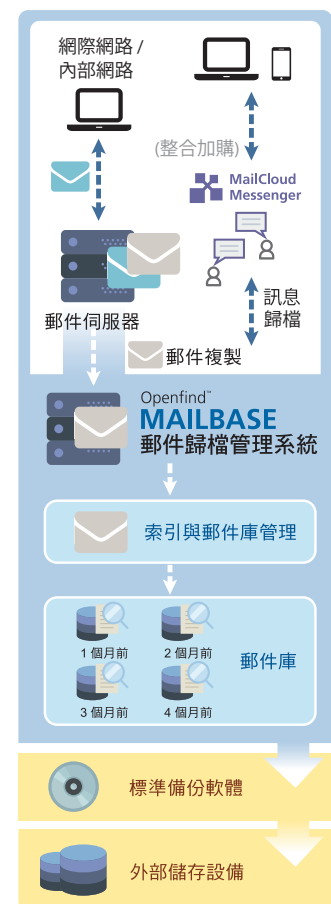 網際網路 /
內部網路
(整合加購)
MailCloud
Messenger
郵件伺服器
訊息
歸檔
郵件複製
Openfind™
MAILBASE
郵件歸檔管理系統
索引與郵件庫管理
1 個月前
2 個月前
3 個月前
4 個月前
郵件庫
標準備份軟體
外部儲存設備